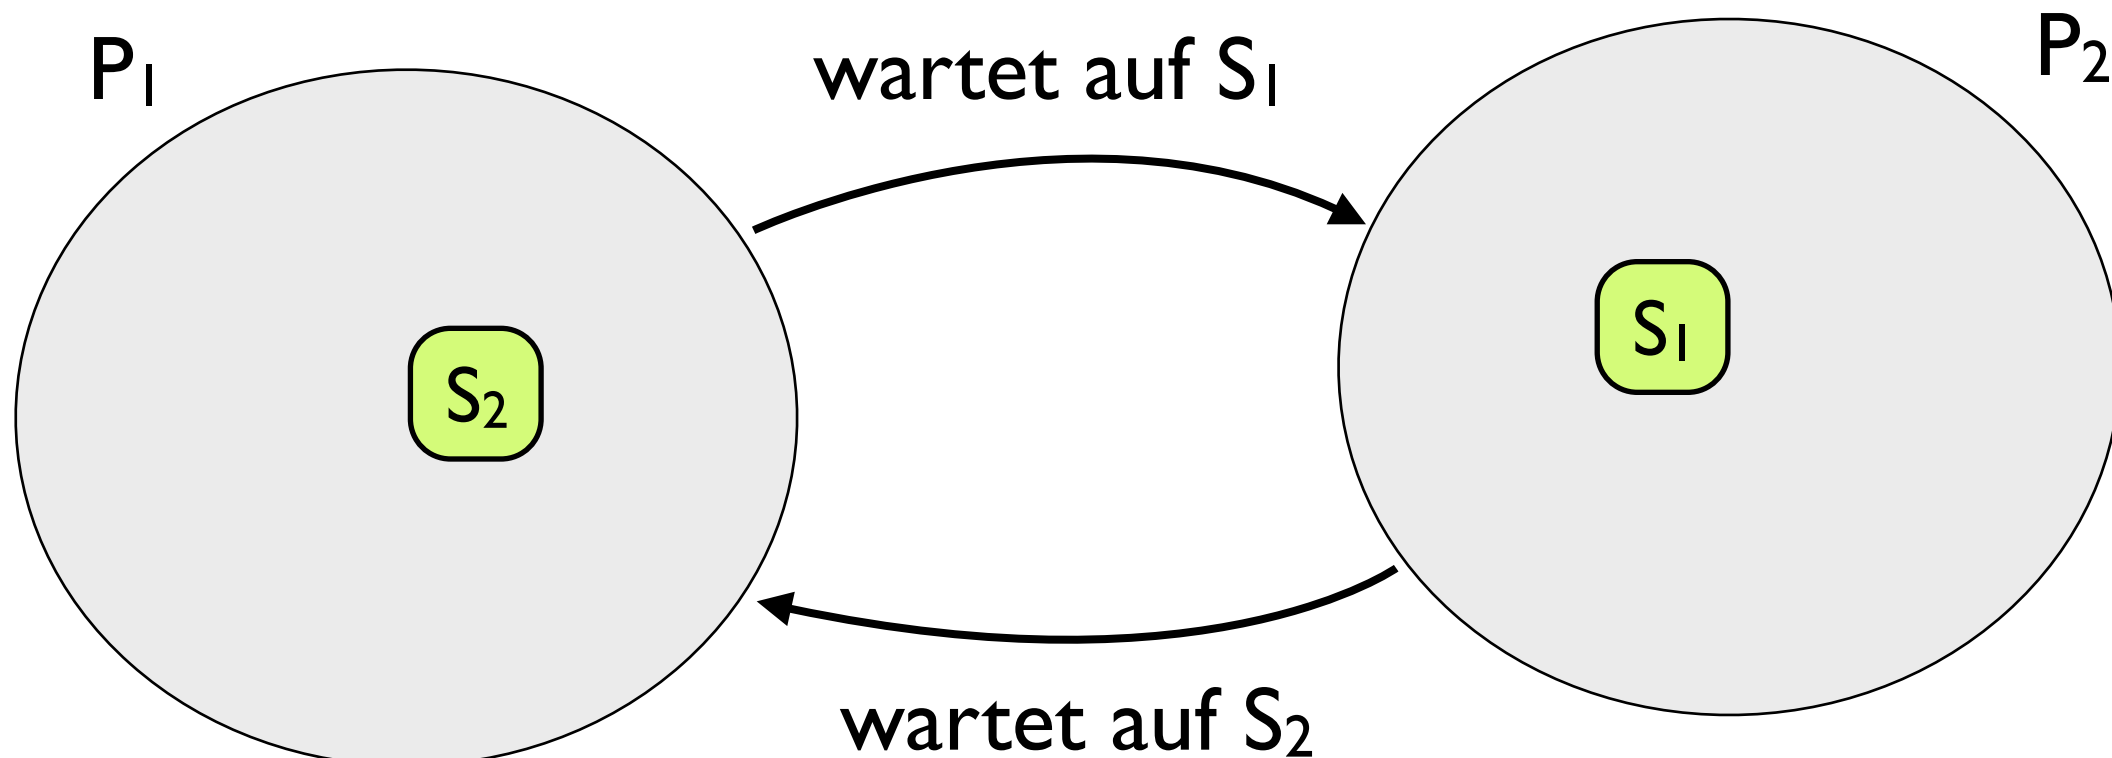 P₁
wartet auf S₁
P₂
S₂
S₁
wartet auf S₂